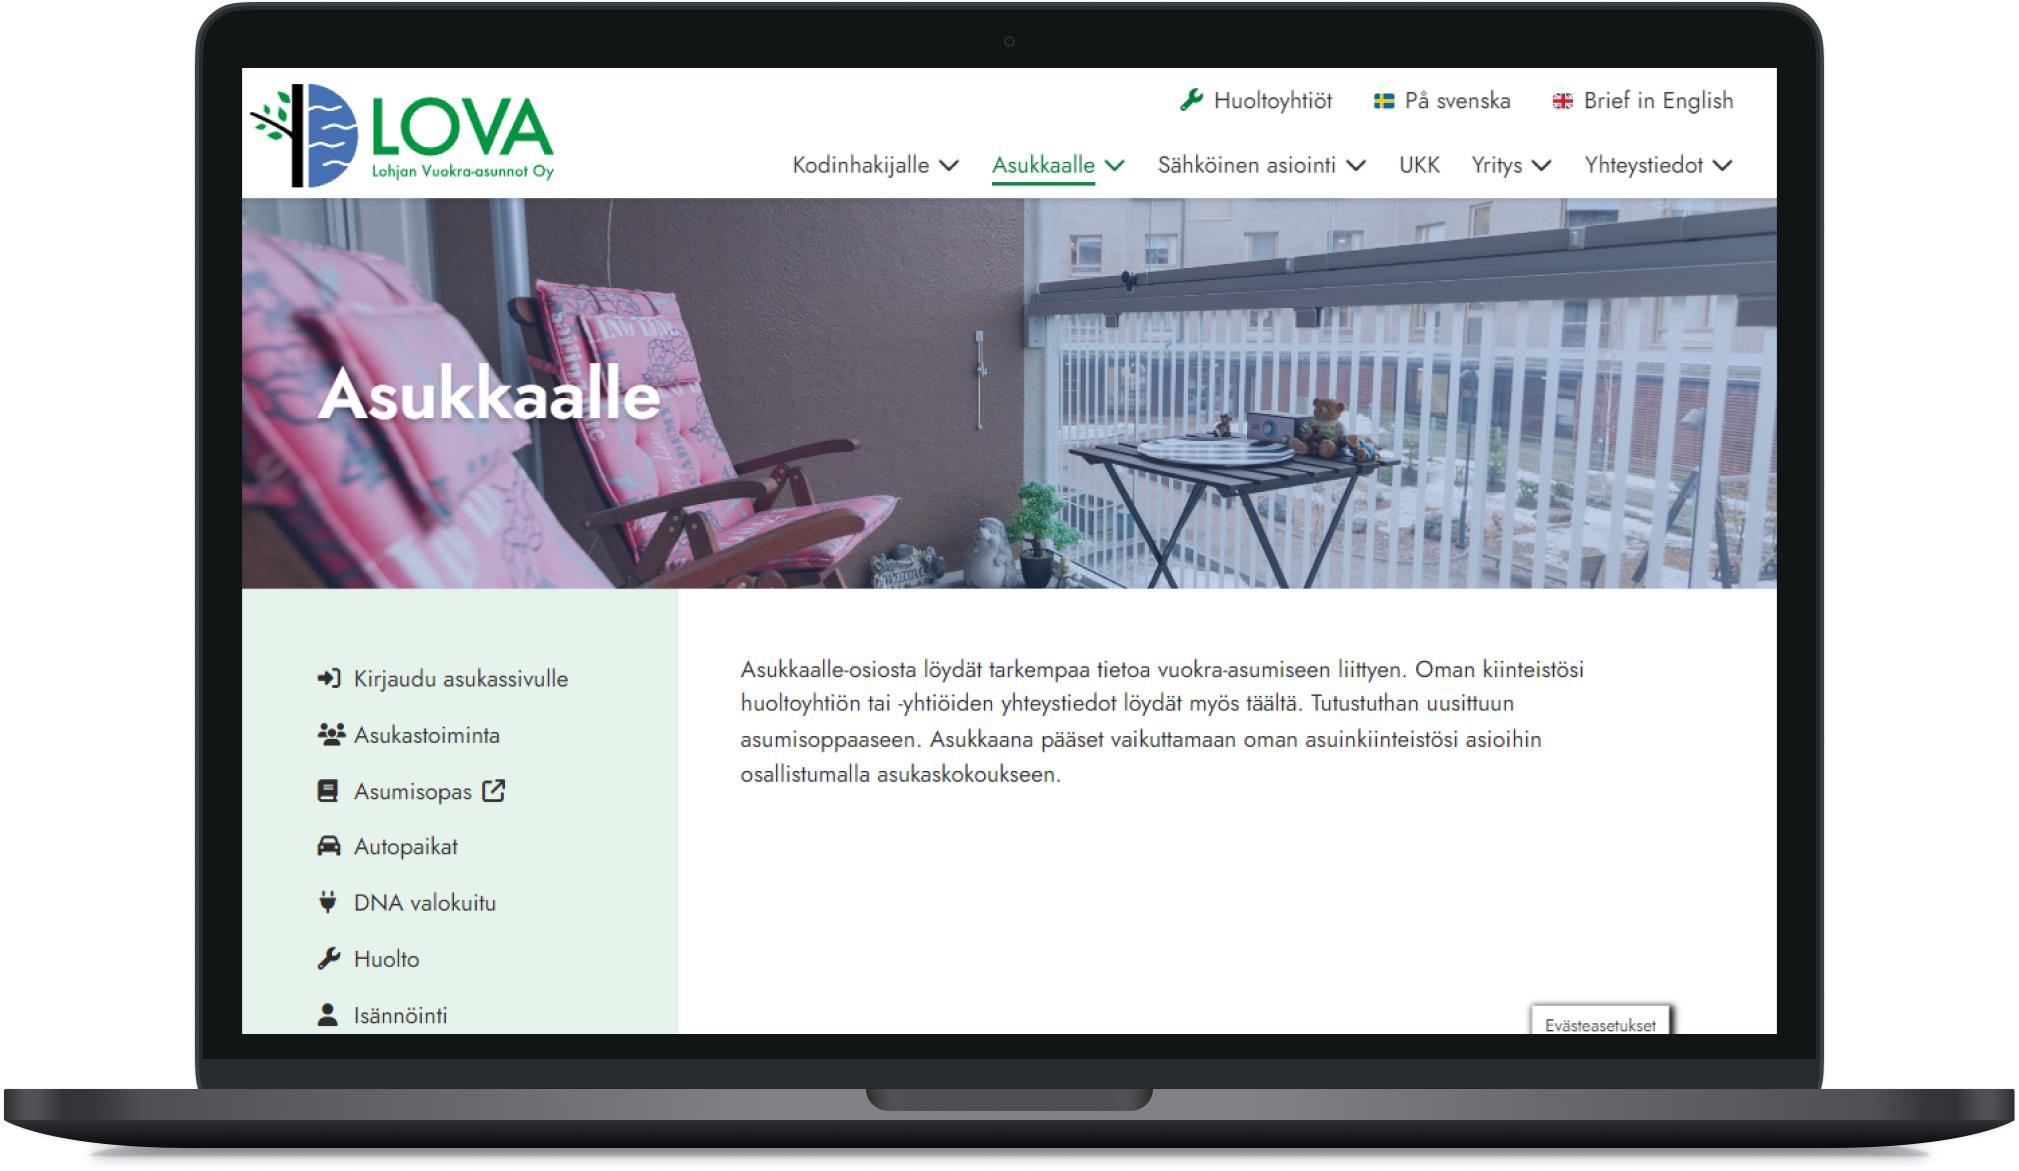 LOVA
Lohjan Vuokra-asunnot Oy
Huoltoyhtiöt
På svenska
Brief in English
Kodinhakijalle
Asukkaalle
Sähköinen asiointi
UKK
Yritys
Yhteystiedot
Asukkaalle
WELCOME
Kirjaudu asukassivulle
Asukastoiminta
Asumisopas
Autopaikat
DNA valokuitu
Huolto
Isännöinti
Asukkaalle-osiosta löydät tarkempaa tietoa vuokra-asumiseen liittyen. Oman kiinteistösi
huoltoyhtiön tai -yhtiöiden yhteystiedot löydät myös täältä. Tutustuthan uusittuun
asumisoppaaseen. Asukkaana pääset vaikuttamaan oman asuinkiinteistösi asioihin
osallistumalla asukaskokoukseen.
Evästeasetukset